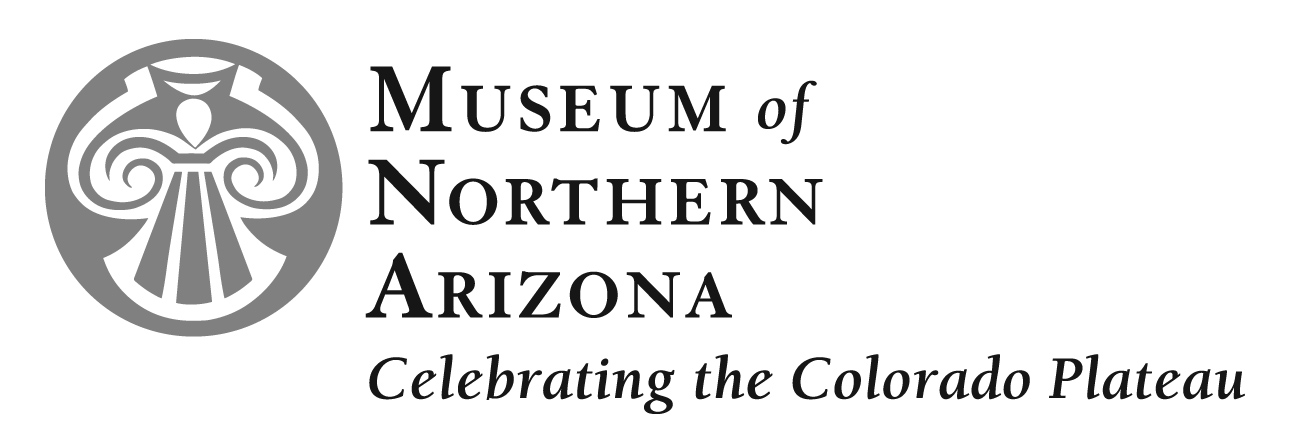 MUSEUM of
NORTHERN
ARIZONA
Celebrating the Colorado Plateau